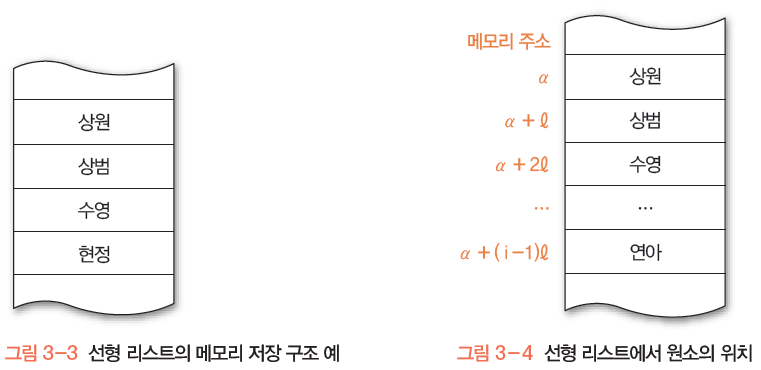 상원
상범
수영
현정
그림 3-3 선형 리스트의 메모리 저장 구조 예
메모리 주소
α 상원
α + ℓ 상범
α + 2ℓ 수영
… …
α + ( i -1)ℓ 연아
그림 3-4 선형 리스트에서 원소의 위치